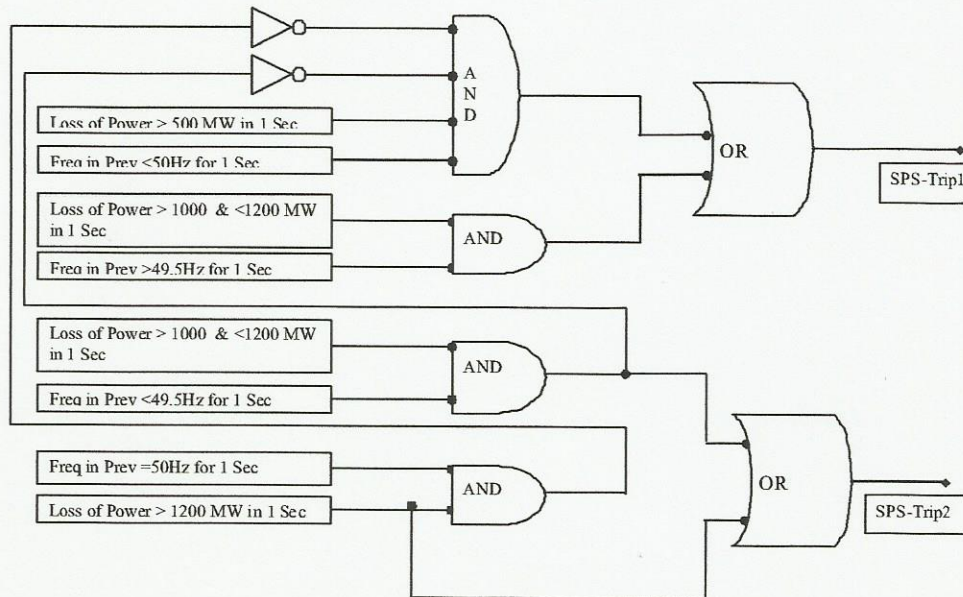 A
N
D
Loss of Power > 500 MW in 1 Sec
Freq in Prev <50Hz for 1 Sec
OR
SPS-Trip1
Loss of Power > 1000 & <1200 MW
in 1 Sec
AND
Freq in Prev >49.5Hz for 1 Sec
Loss of Power > 1000 & <1200 MW
in 1 Sec
AND
Freq in Prev <49.5Hz for 1 Sec
Freq in Prev =50Hz for 1 Sec
AND
Loss of Power > 1200 MW in 1 Sec
OR
SPS-Trip2